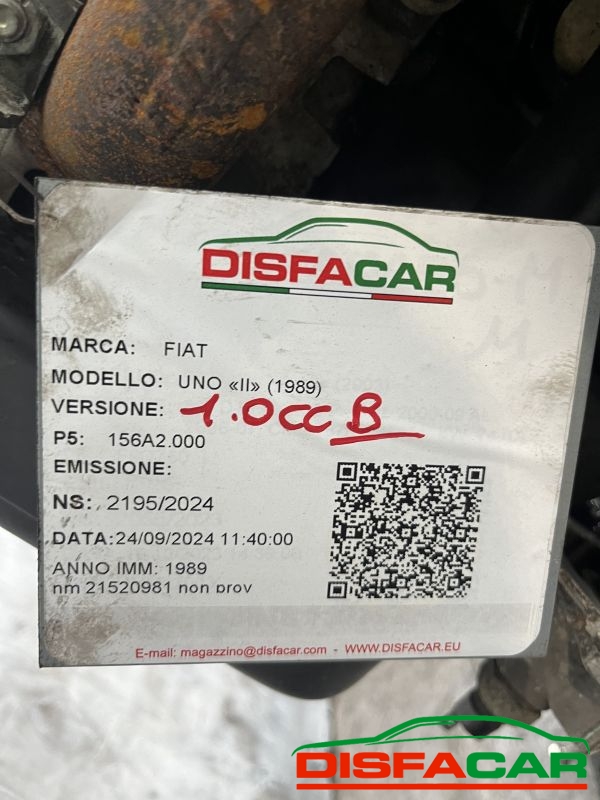 DISFACAR
MARCA: FIAT
MODELLO: UNO «II» (1989)
VERSIONE: 1.0CC B
P5: 156A2.000
EMISSIONE:
NS: 2195/2024
DATA:24/09/2024 11:40:00
ANNO IMM: 1989
nm 21520981 non prov
E-mail: magazzino@disfacar.com - WWW.DISFACAR.EU
DISFACAR